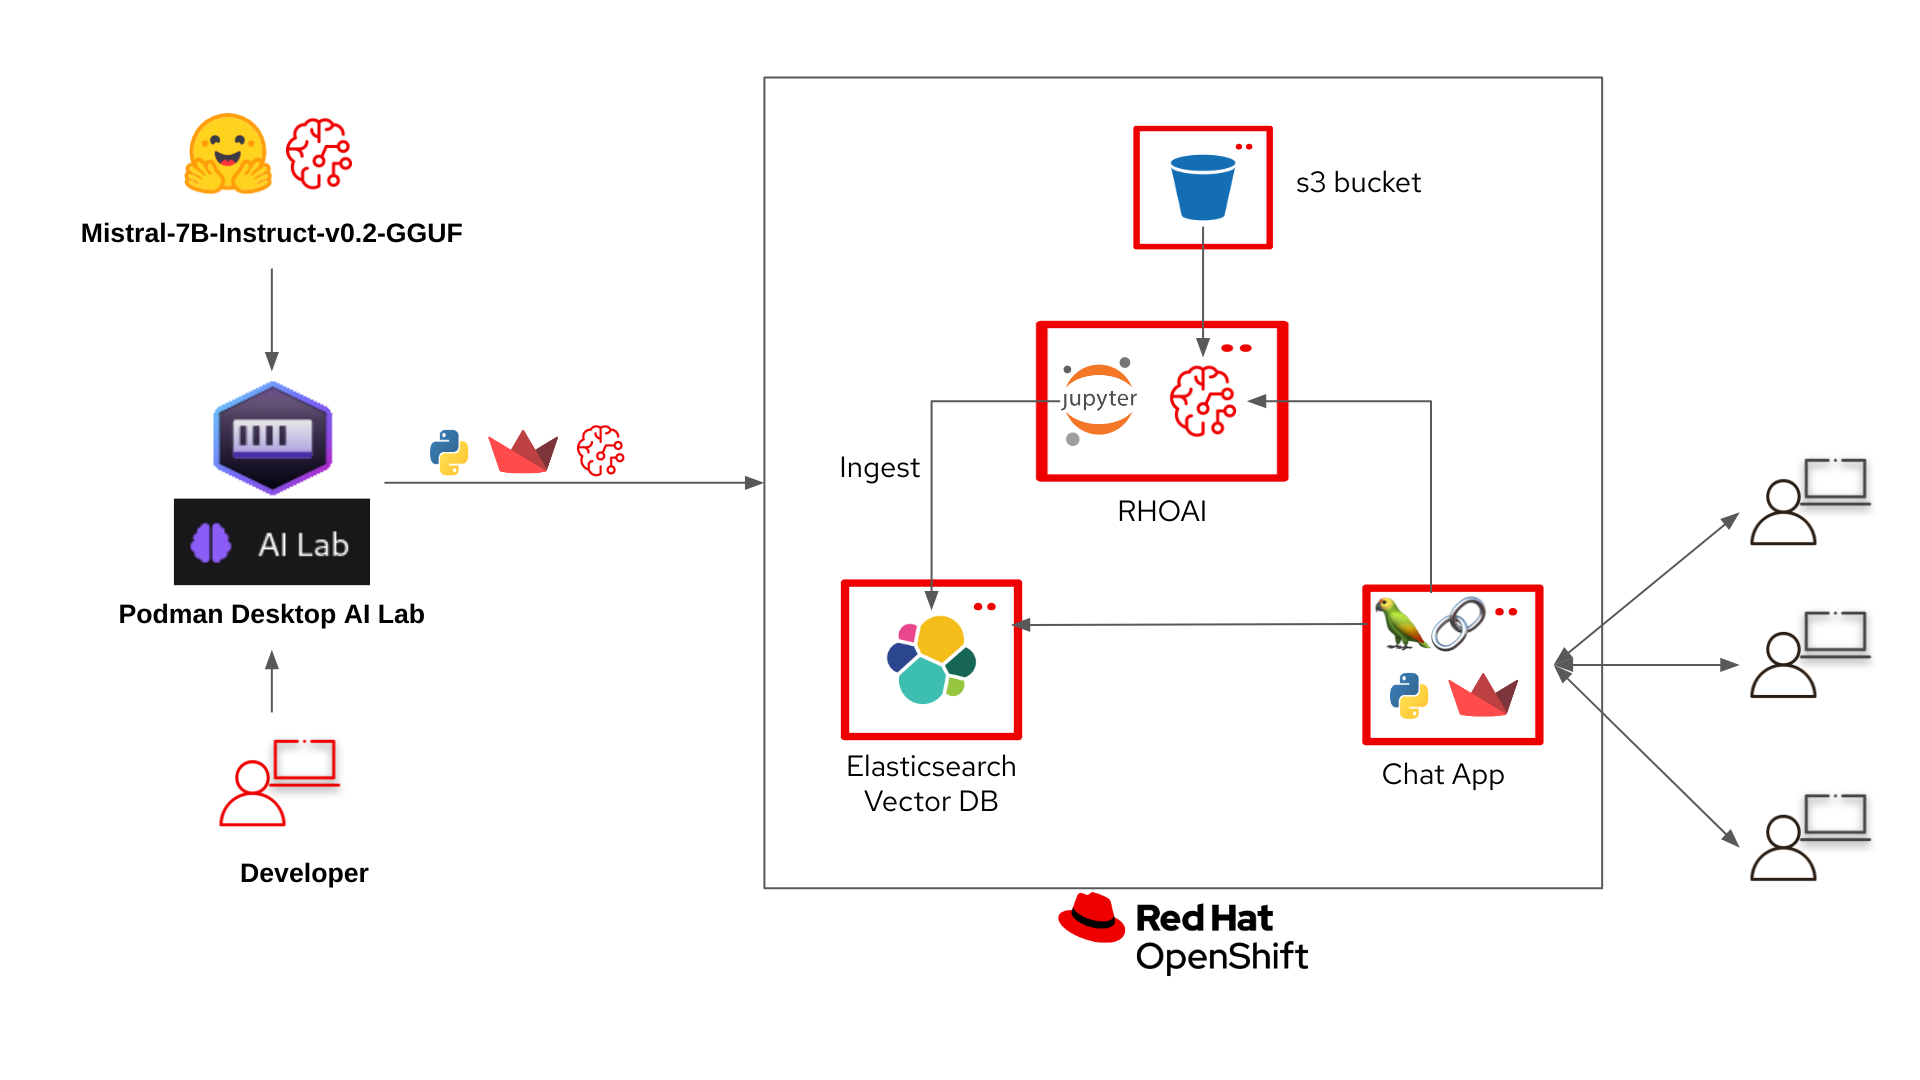 Mistral-7B-Instruct-v0.2-GGUF
AI Lab
Podman Desktop AI Lab
Developer
s3 bucket
jupyter
Ingest
RHOAI
Elasticsearch
Vector DB
Chat App
Red Hat
OpenShift